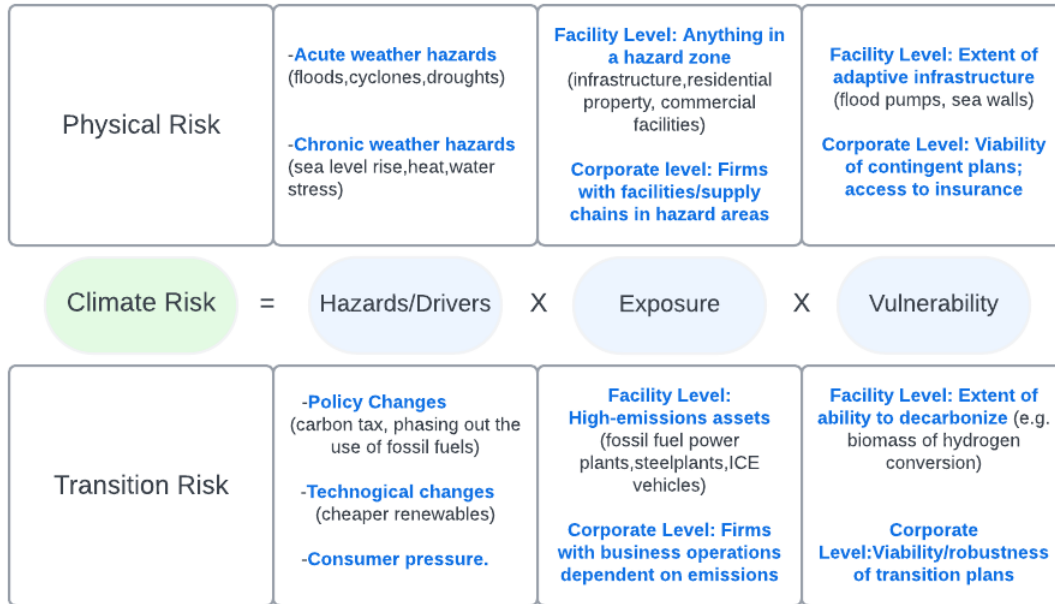 Physical Risk
-Acute weather hazards
(floods,cyclones,droughts)
-Chronic weather hazards
(sea level rise,heat,water
stress)
Facility Level: Anything in
a hazard zone
(infrastructure,residential
property, commercial
facilities)
Corporate level: Firms
with facilities/supply
chains in hazard areas
Facility Level: Extent of
adaptive infrastructure
(flood pumps, sea walls)
Corporate Level: Viability
of contingent plans;
access to insurance
Climate Risk = Hazards/Drivers X Exposure X Vulnerability
Transition Risk
-Policy Changes
(carbon tax, phasing out the
use of fossil fuels)
-Technogical changes
(cheaper renewables)
-Consumer pressure.
Facility Level:
High-emissions assets
(fossil fuel power
plants,steelplants,ICE
vehicles)
Corporate Level: Firms
with business operations
dependent on emissions
Facility Level: Extent of
ability to decarbonize (e.g.
biomass of hydrogen
conversion)
Corporate
Level:Viability/robustness
of transition plans